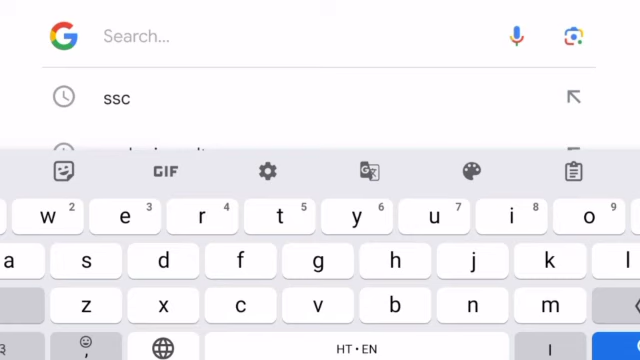 Search...
ssc
GIF
w 2 e 3 r 4 t 5 y 6 u 7 i 8 o 9
a s d f g h j k l
z x c v b n m
, HT • EN